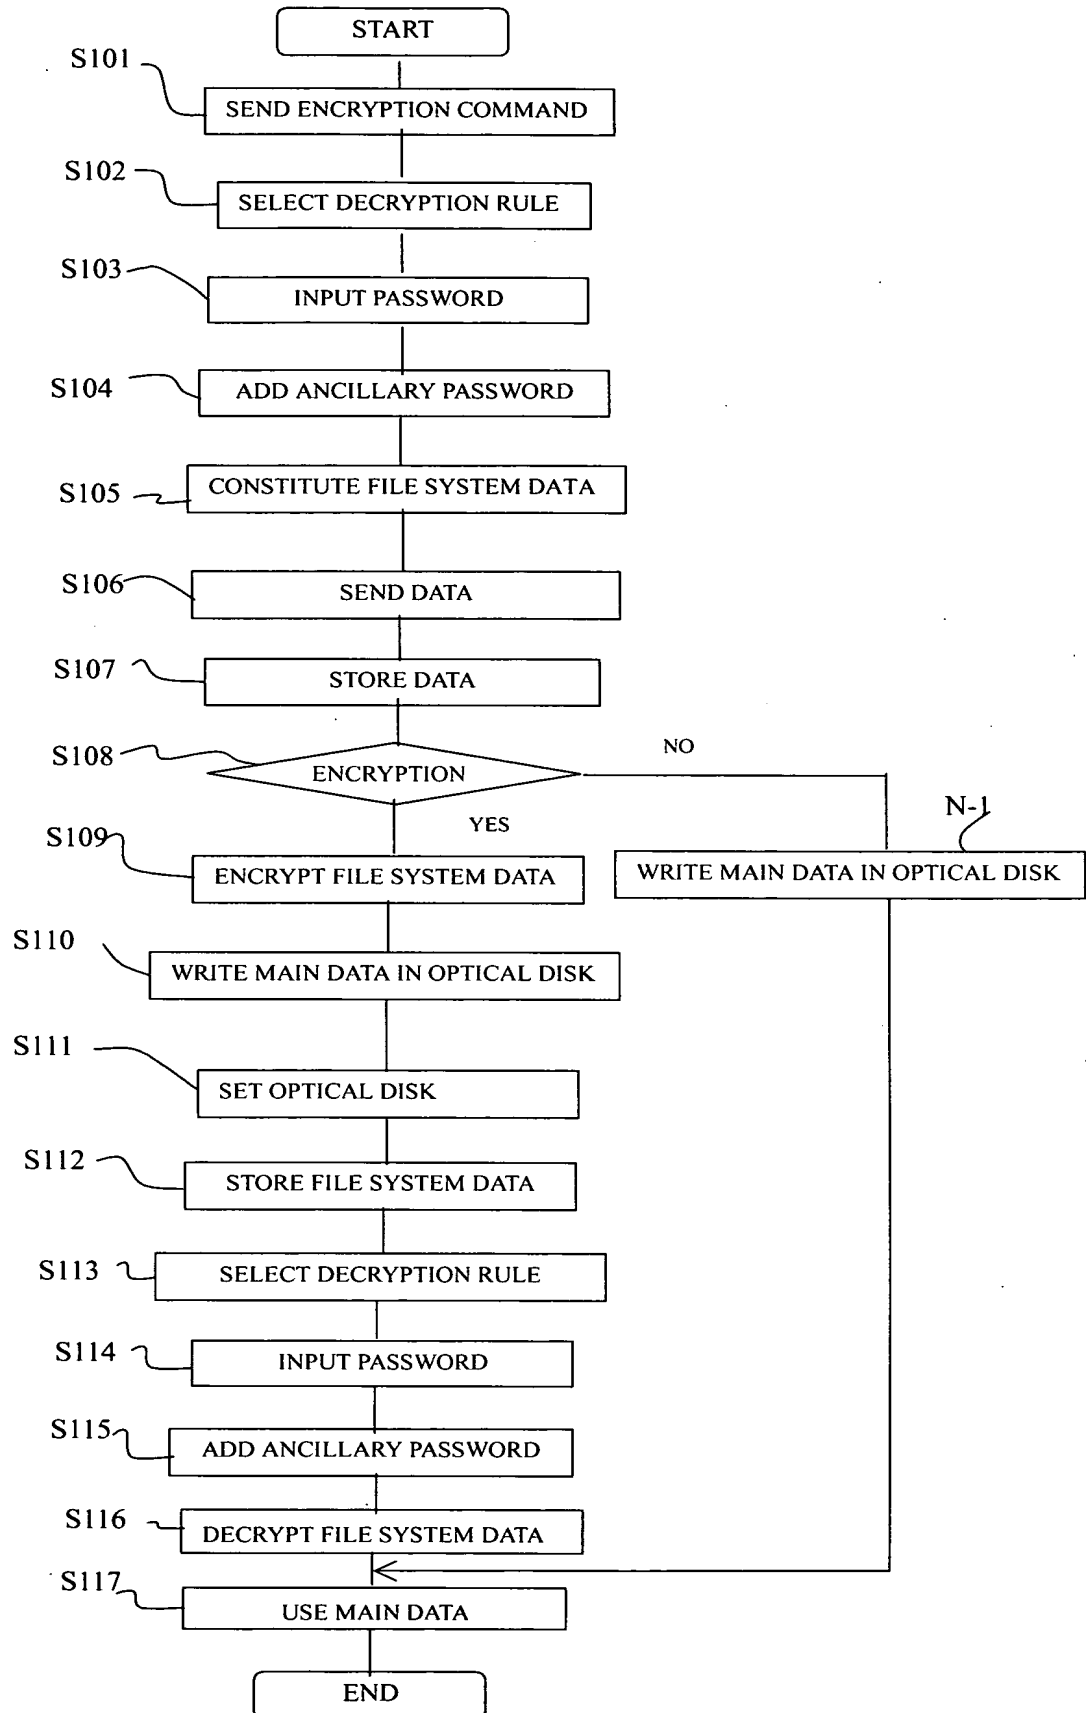 START
S101
SEND ENCRYPTION COMMAND
S102
SELECT DECRYPTION RULE
S103
INPUT PASSWORD
S104
ADD ANCILLARY PASSWORD
S105
CONSTITUTE FILE SYSTEM DATA
S106
SEND DATA
S107
STORE DATA
S108
ENCRYPTION
NO
YES
N-1
S109
ENCRYPT FILE SYSTEM DATA
WRITE MAIN DATA IN OPTICAL DISK
S110
WRITE MAIN DATA IN OPTICAL DISK
S111
SET OPTICAL DISK
S112
STORE FILE SYSTEM DATA
S113
SELECT DECRYPTION RULE
S114
INPUT PASSWORD
S115
ADD ANCILLARY PASSWORD
S116
DECRYPT FILE SYSTEM DATA
S117
USE MAIN DATA
END